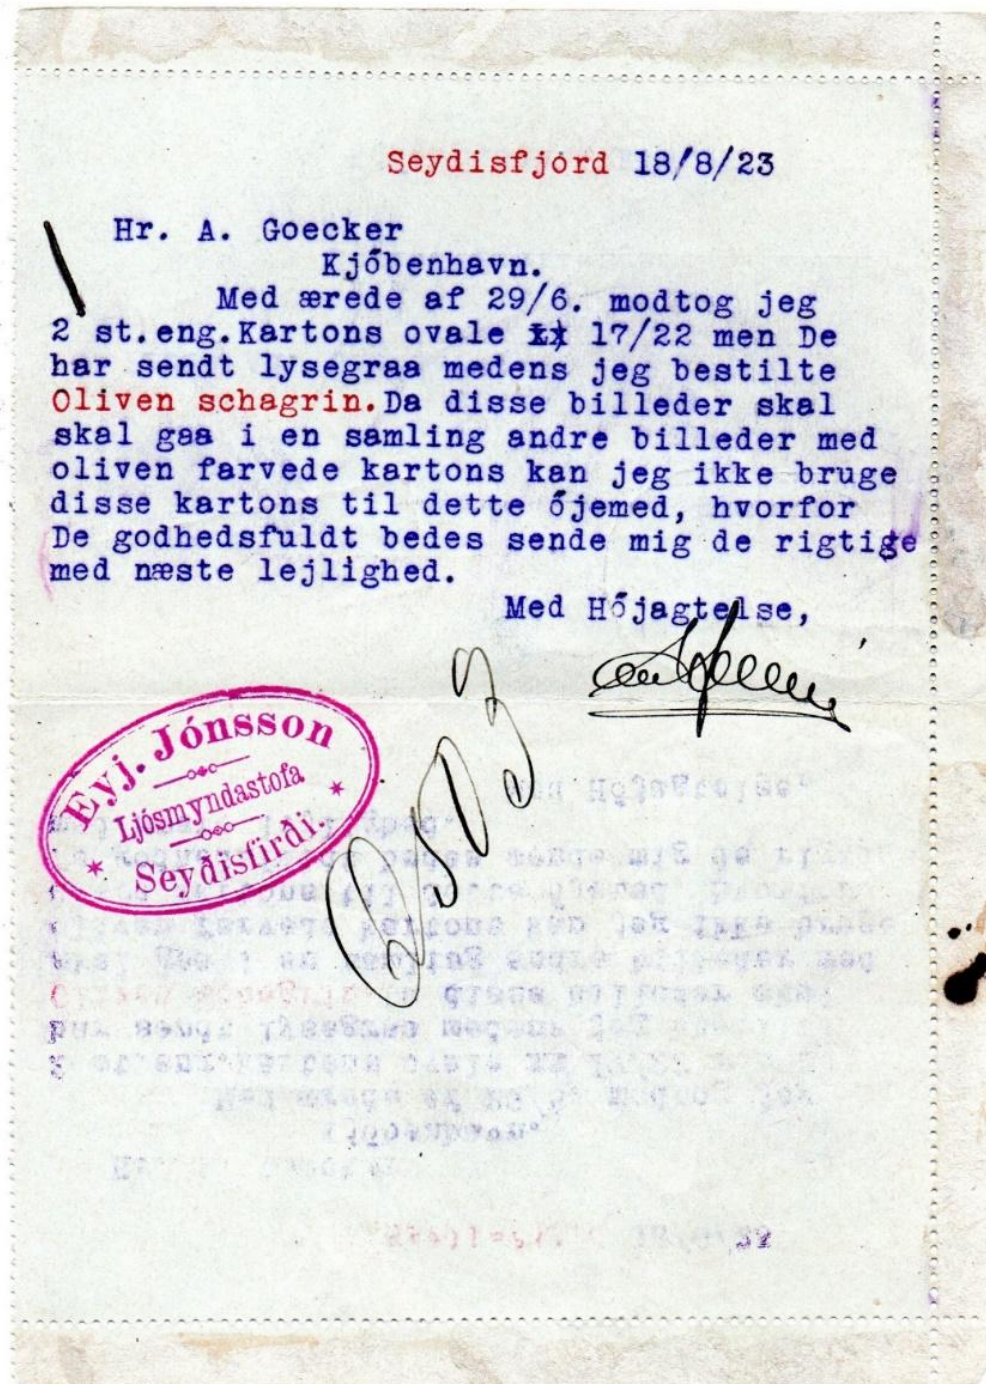 Seydisfjord 18/8/23
Hr. A. Goecker
Kjőbenhavn.
Med ærede af 29/6. modtog jeg
2 st.eng.Kartons ovale 17/22 men De
har sendt lysegraa medens jeg bestilte
Oliven schagrin.Da disse billeder skal
skal gaa i en samling andre billeder med
oliven farvede kartons kan jeg ikke bruge
disse kartons til dette őjemed, hvorfor
De godhedsfuldt bedes sende mig de rigtige
med næste lejlighed.
Med Hőjagtelse,
Eyj. Jónsson
Ljósmyndastofa
Seyðisfirði.